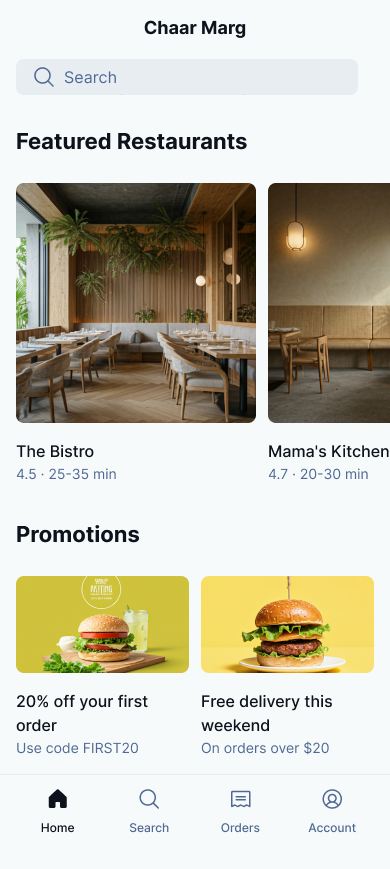 Chaar Marg
Search
Featured Restaurants
The Bistro
4.5 · 25-35 min
Mama's Kitchen
4.7 · 20-30 min
Promotions
20% off your first
order
Use code FIRST20
Free delivery this
weekend
On orders over $20
Home
Search
Orders
Account